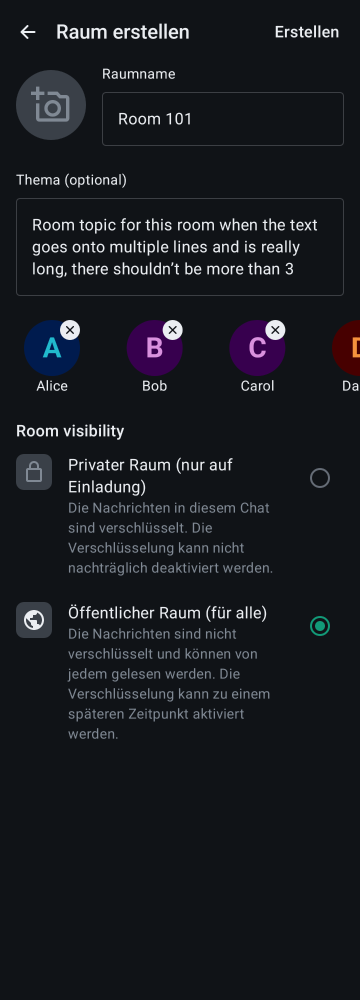 Raum erstellen
Erstellen
Raumname
Room 101
Thema (optional)
Room topic for this room when the text
goes onto multiple lines and is really
long, there shouldn’t be more than 3
A
B
C
Alice
Bob
Carol
Da
Room visibility
Privater Raum (nur auf
Einladung)
Die Nachrichten in diesem Chat
sind verschlüsselt. Die
Verschlüsselung kann nicht
nachträglich deaktiviert werden.
Öffentlicher Raum (für alle)
Die Nachrichten sind nicht
verschlüsselt und können von
jedem gelesen werden. Die
Verschlüsselung kann zu einem
späteren Zeitpunkt aktiviert
werden.